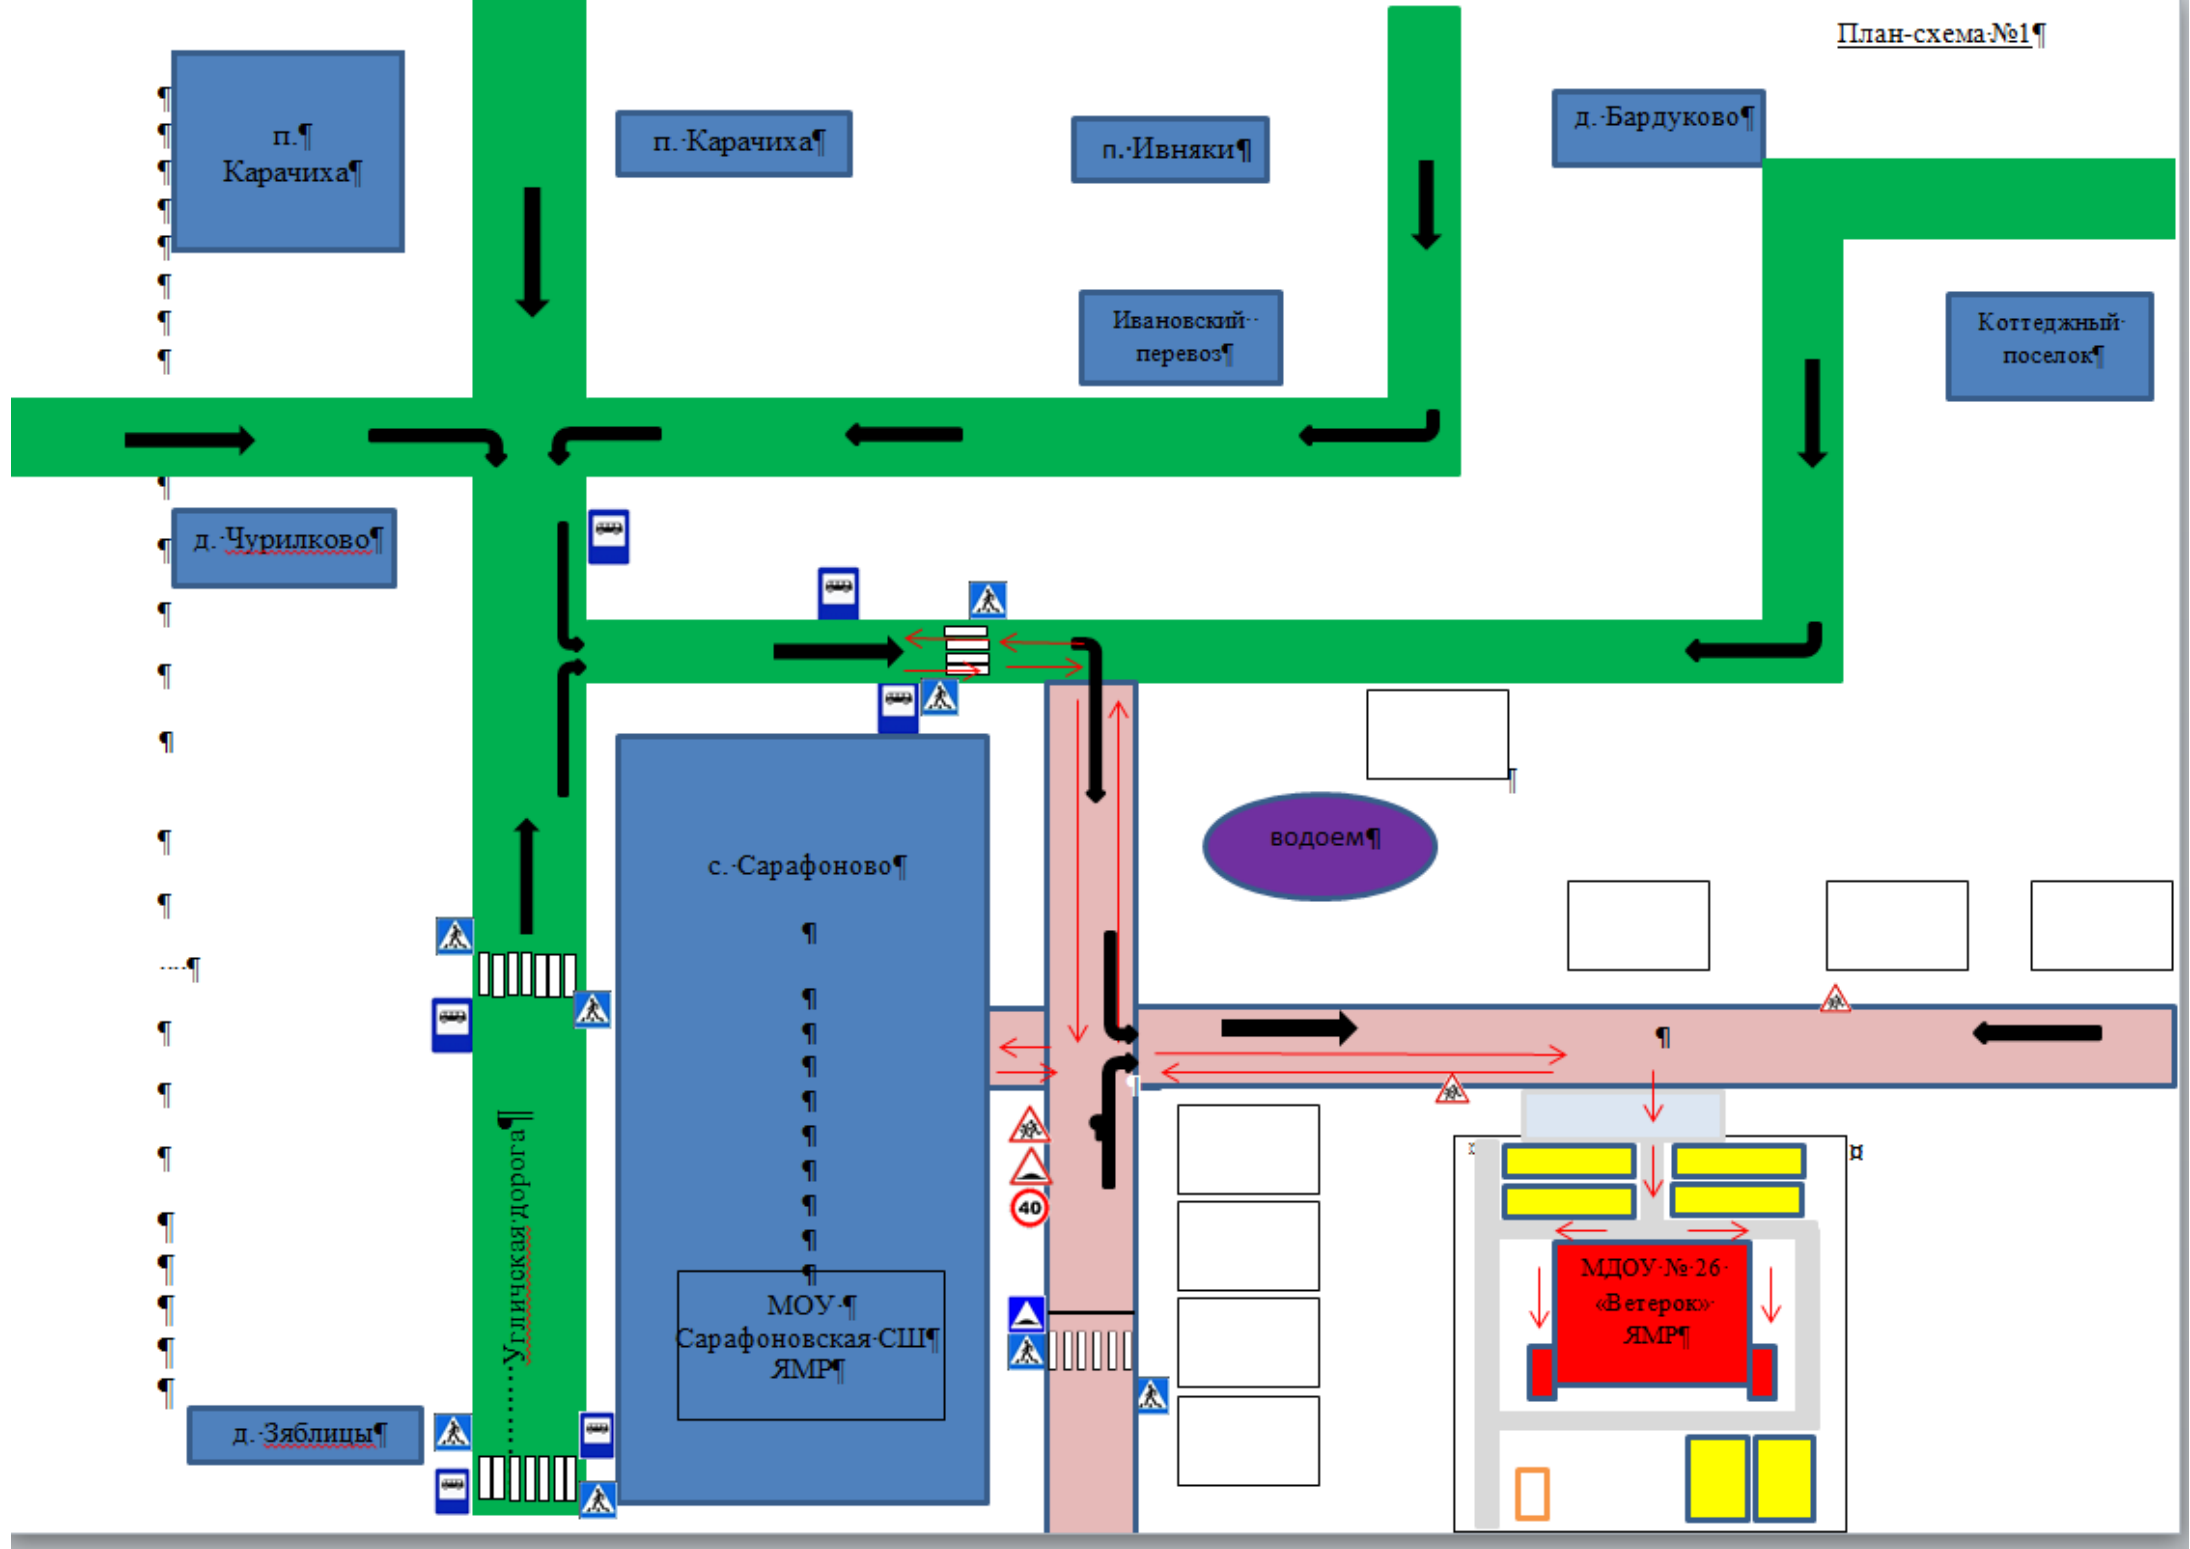 План-схема №1
п.
Карачиха
п. Карачиха
п. Ивняки
д. Бардуково
Ивановский
перевоз
Коттеджный
поселок
д. Чурилково
с. Сарафоново
водоем
Угличская дорога
40
МОУ
Сарафоновская СШ
ЯМР
МДОУ № 26
«Ветерок»
ЯМР
д. Зяблицы